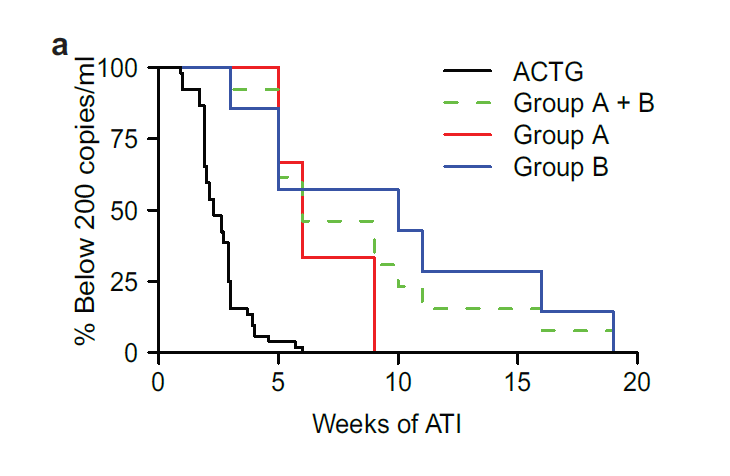 a
% Below 200 copies/ml
100
75
50
25
0
0 5 10 15 20
Weeks of ATI
ACTG
Group A + B
Group A
Group B